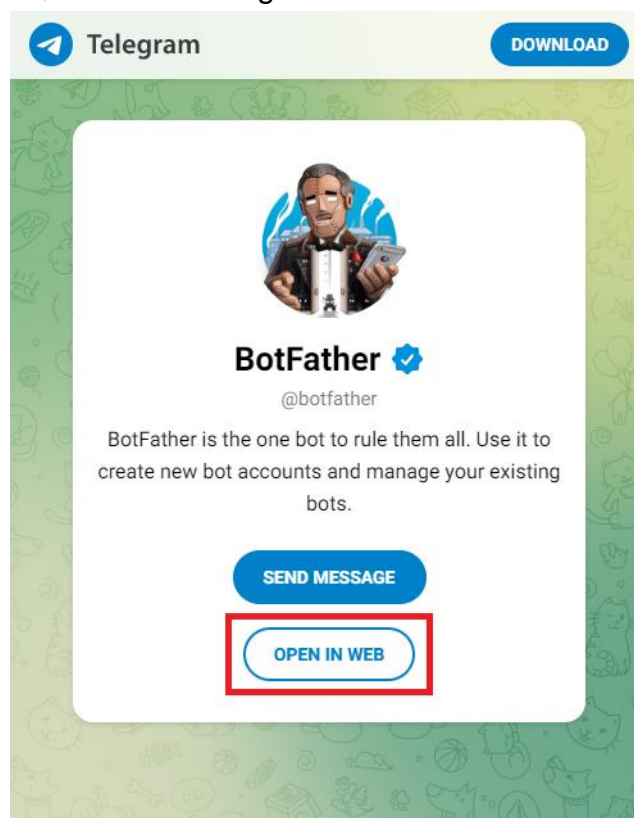 Telegram
DOWNLOAD
BotFather
@botfather
BotFather is the one bot to rule them all. Use it to
create new bot accounts and manage your existing
bots.
SEND MESSAGE
OPEN IN WEB